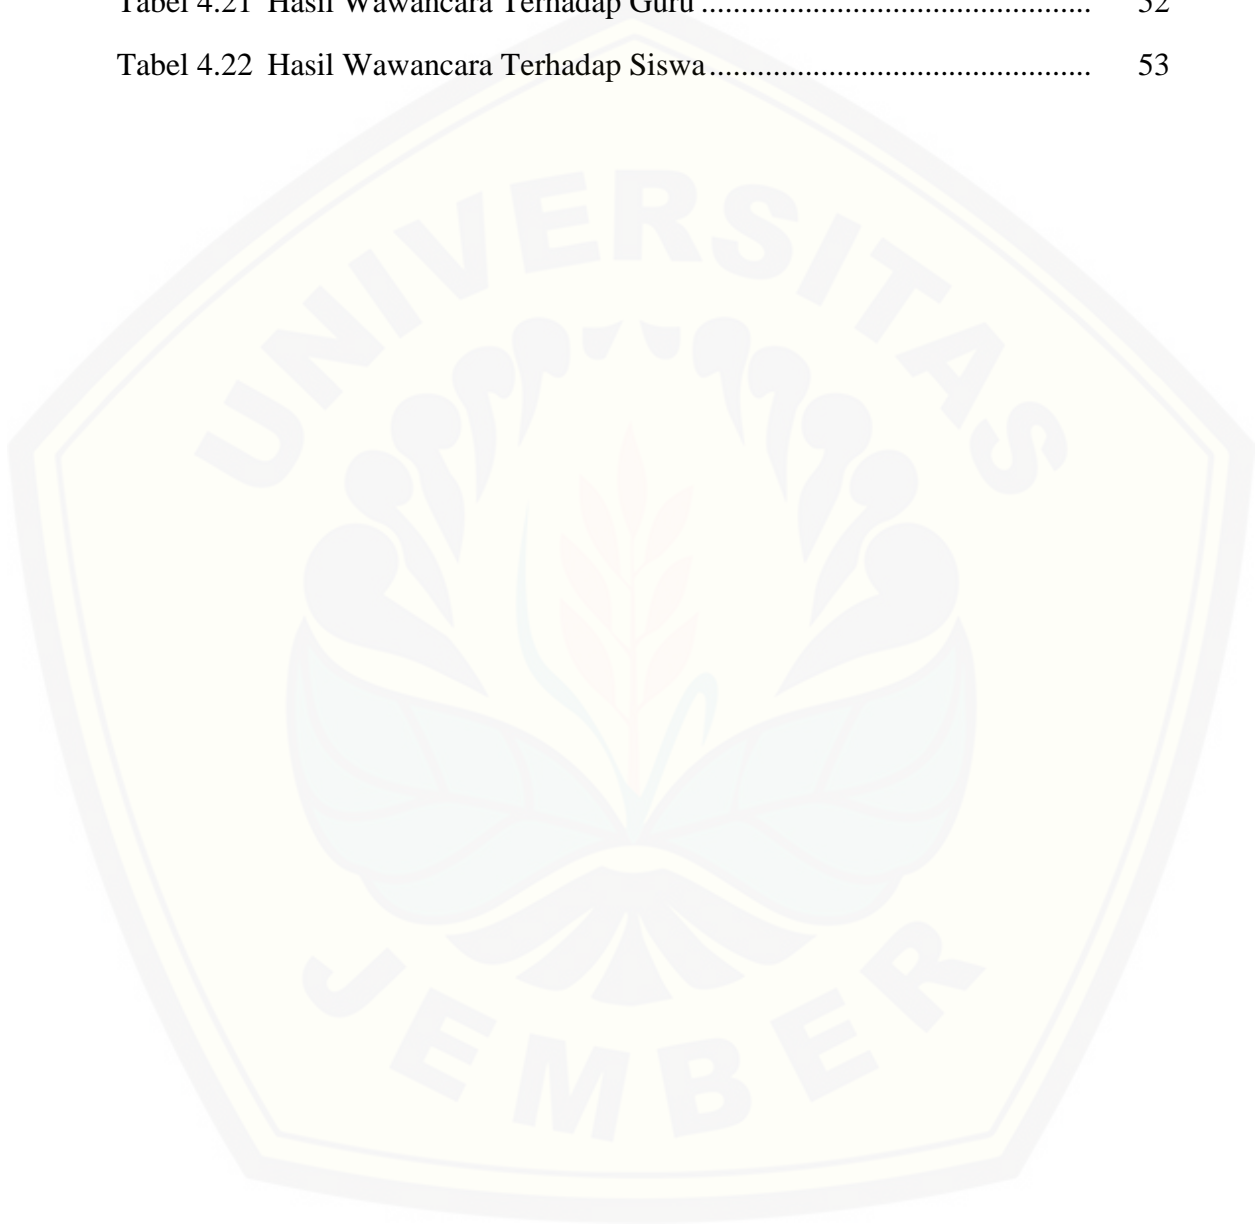 Tabel 4.21 Hasil Wawancara Terhadap Guru ................................................ 52
Tabel 4.22 Hasil Wawancara Terhadap Siswa ............................................... 53
UNIVERSITAS
JEMBER